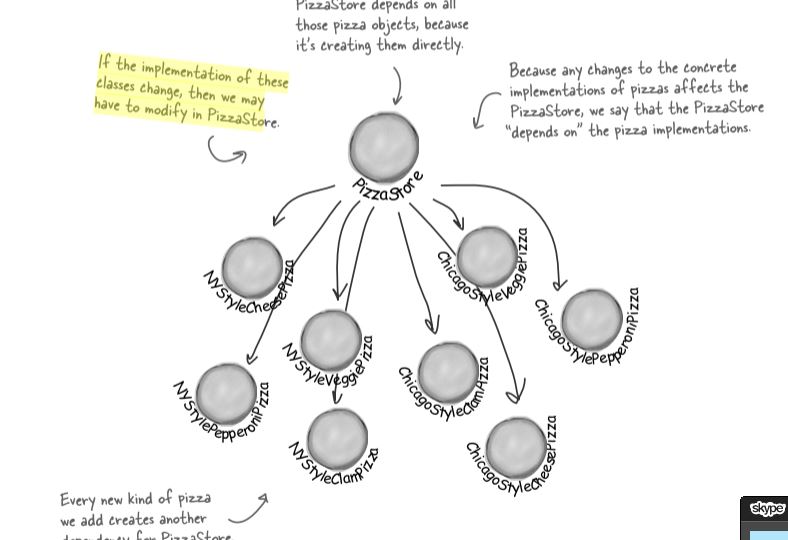 PizzaStore depends on all
those pizza objects, because
it's creating them directly.
If the implementation of these
classes change, then we may
have to modify in PizzaStore.
Because any changes to the concrete
implementations of pizzas affects the
PizzaStore, we say that the PizzaStore
"depends on" the pizza implementations.
PizzaStore
NYStyleCheesePizza
ChicagoStyleVeggiePizza
NYStyleVeggiePizza
ChicagoStylePepperoniPizza
NYStylePepperoniPizza
ChicagoStyleClamPizza
NYStyleClamPizza
ChicagoStyleCheesePizza
Every new kind of pizza
we add creates another
dependency for PizzaStore.
skype